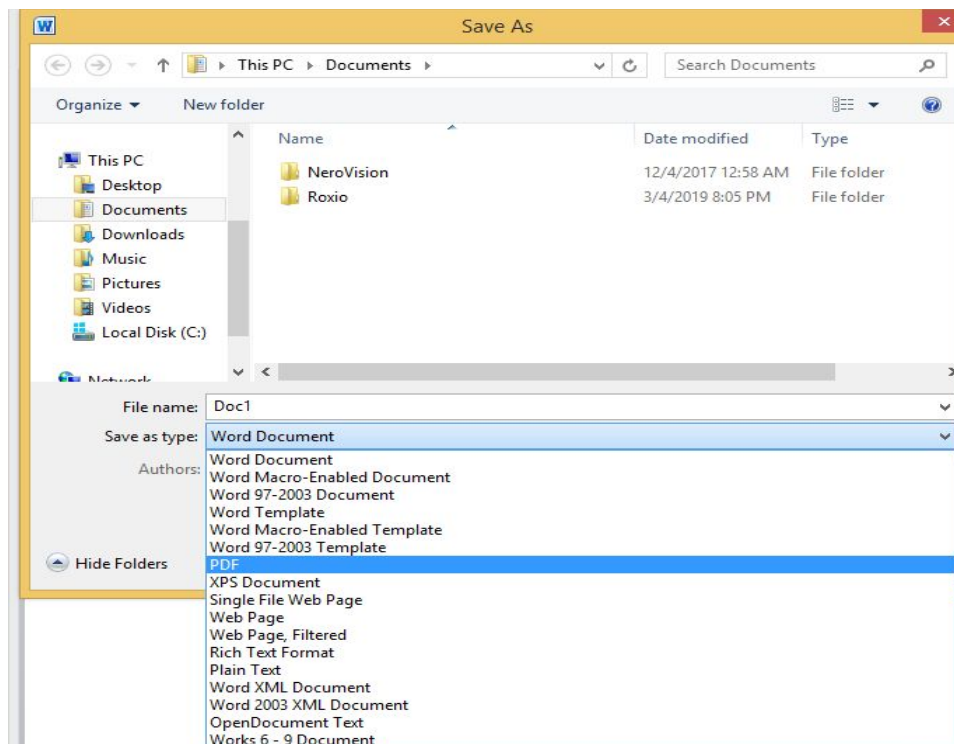 W
Save As
This PC Documents
Search Documents
Organize New folder
Name Date modified Type
This PC
Desktop
Documents
Downloads
Music
Pictures
Videos
Local Disk (C:)
Network
NeroVision 12/4/2017 12:58 AM File folder
Roxio 3/4/2019 8:05 PM File folder
File name: Doc1
Save as type: Word Document
Authors:
Word Document
Word Macro-Enabled Document
Word 97-2003 Document
Word Template
Word Macro-Enabled Template
Word 97-2003 Template
PDF
XPS Document
Single File Web Page
Web Page
Web Page, Filtered
Rich Text Format
Plain Text
Word XML Document
Word 2003 XML Document
OpenDocument Text
Works 6 - 9 Document
Hide Folders